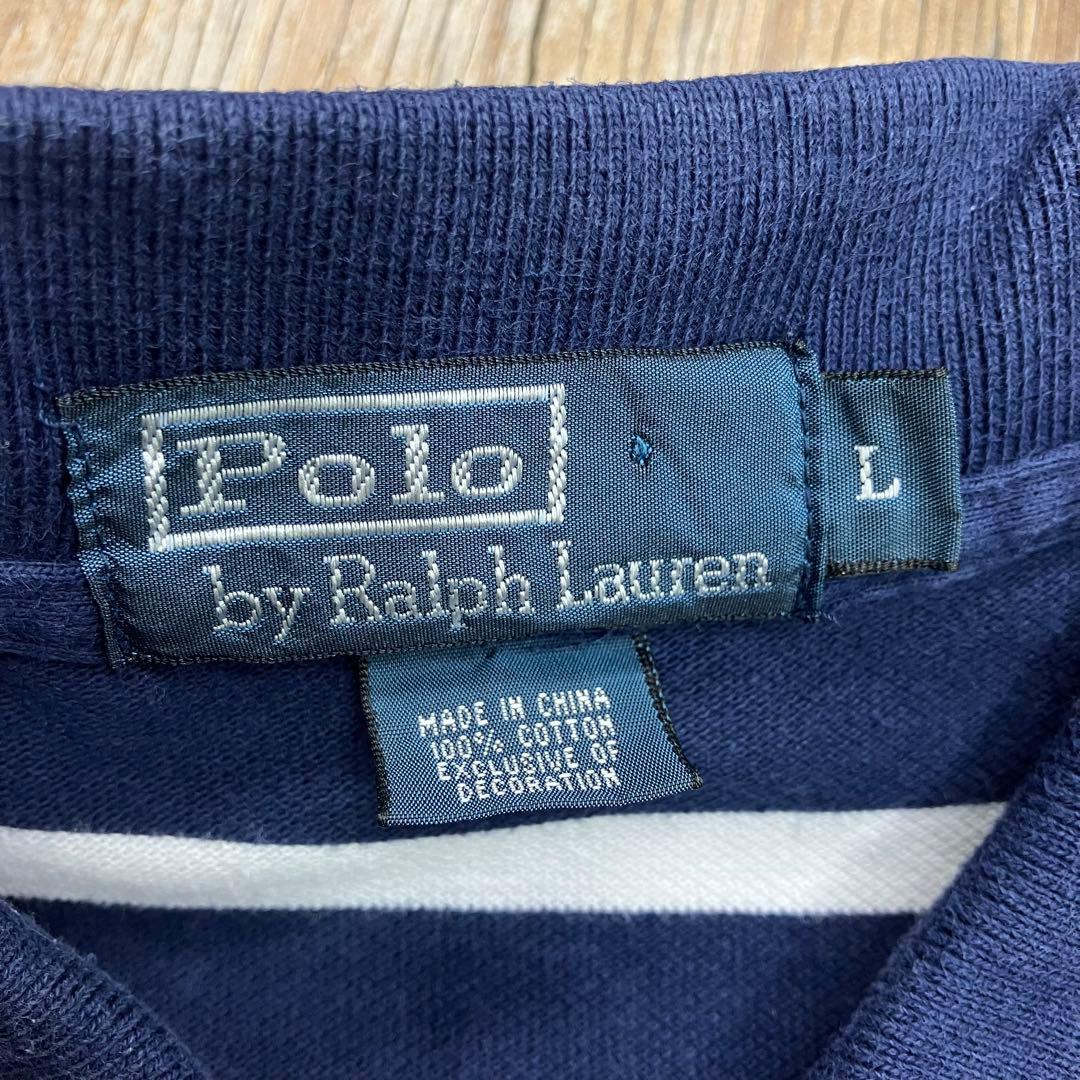 Polo
by Ralph Lauren
L
MADE IN CHINA
100% COTTON
EXCLUSIVE OF
DECORATION